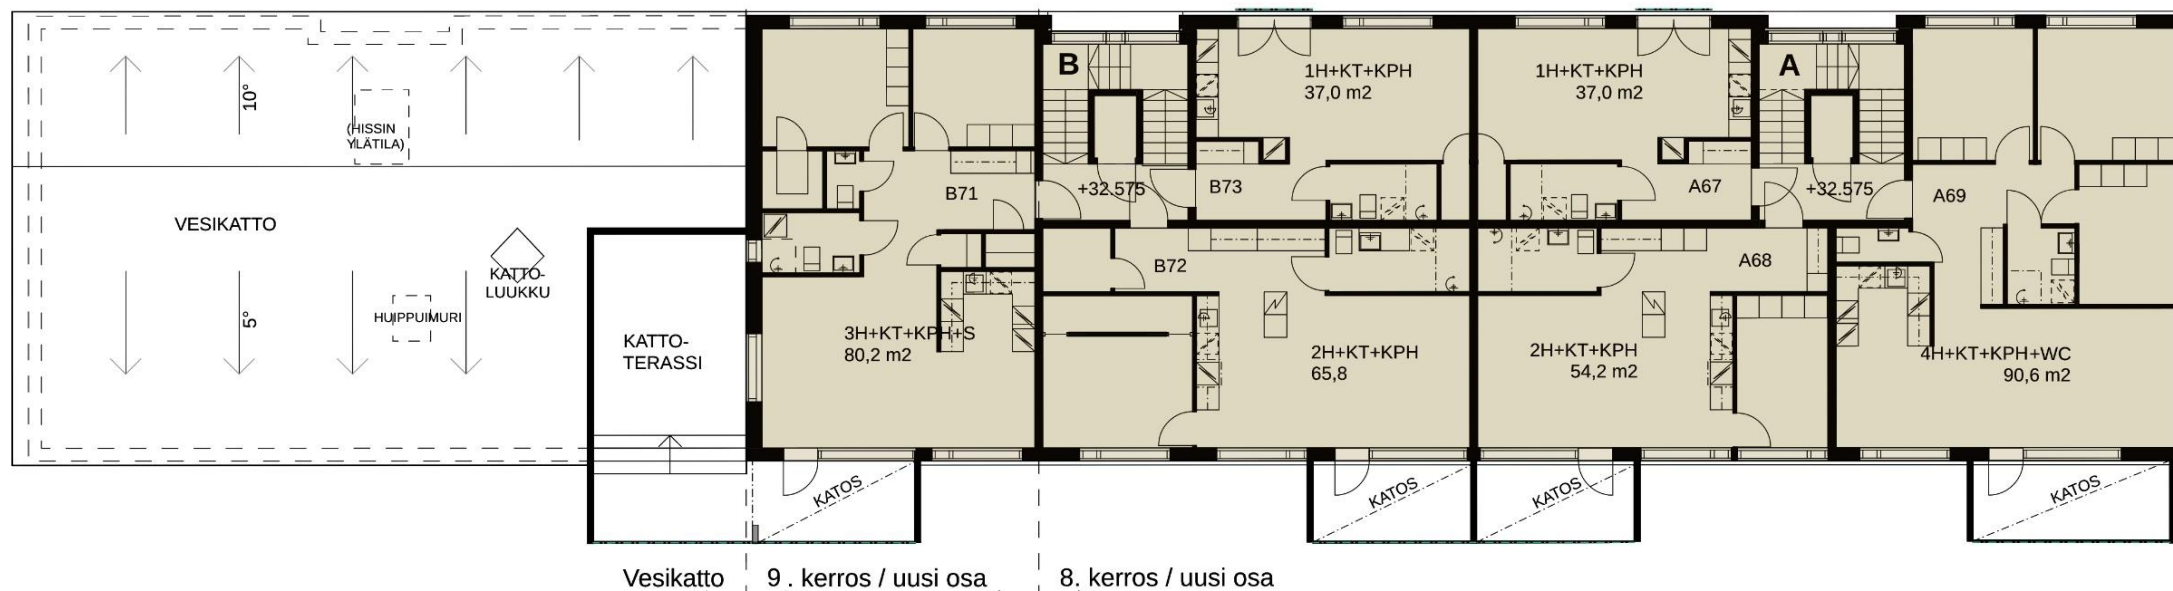 10°
(HISSIN
YLÄTILA)
VESIKATTO
KATTO-
LUUKKU
5°
HUIPPUIMURI
KATTO-
TERASSI
B71
3H+KT+KPH+S
80,2 m2
KATOS
B
+32.575
1H+KT+KPH
37,0 m2
B73
B72
2H+KT+KPH
65,8
KATOS
1H+KT+KPH
37,0 m2
A67
A
+32.575
A68
2H+KT+KPH
54,2 m2
KATOS
A69
4H+KT+KPH+WC
90,6 m2
KATOS
Vesikatto
9 . kerros / uusi osa
8. kerros / uusi osa